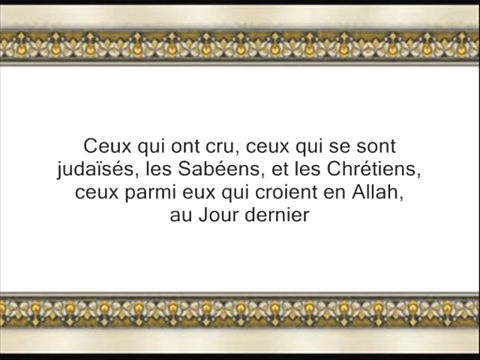 Ceux qui ont cru, ceux qui se sont
judaïsés, les Sabéens, et les Chrétiens,
ceux parmi eux qui croient en Allah,
au Jour dernier